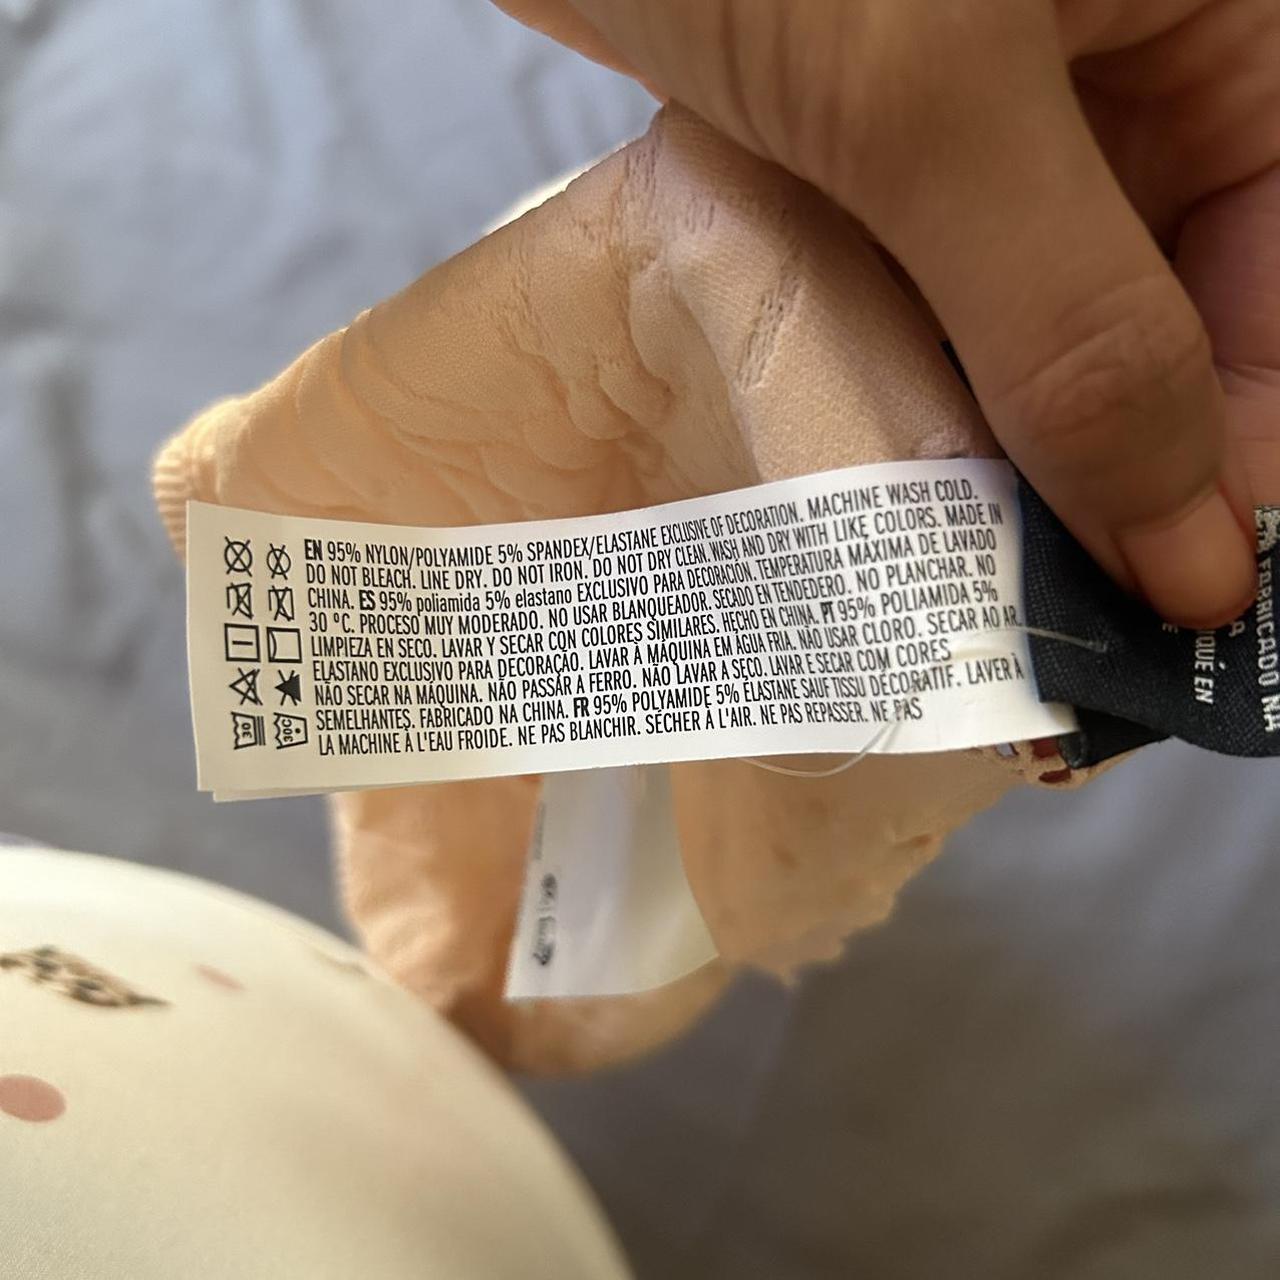 EN 95% NYLON/POLYAMIDE 5% SPANDEX/ELASTANE EXCLUSIVE OF DECORATION. MACHINE WASH COLD.
DO NOT BLEACH. LINE DRY. DO NOT IRON. DO NOT DRY CLEAN. WASH AND DRY WITH LIKE COLORS. MADE IN
CHINA. ES 95% poliamida 5% elastano EXCLUSIVO PARA DECORACIÓN. TEMPERATURA MÁXIMA DE LAVADO
30 °C. PROCESO MUY MODERADO. NO USAR BLANQUEADOR. SECADO EN TENDEDERO. NO PLANCHAR. NO
LIMPIEZA EN SECO. LAVAR Y SECAR CON COLORES SIMILARES. HECHO EN CHINA. PT 95% POLIAMIDA 5%
ELASTANO EXCLUSIVO PARA DECORAÇÃO. LAVAR À MÁQUINA EM ÁGUA FRIA. NÃO USAR CLORO. SECAR AO AR.
NÃO SECAR NA MÁQUINA. NÃO PASSAR A FERRO. NÃO LAVAR A SECO. LAVAR E SECAR COM CORES
SEMELHANTES. FABRICADO NA CHINA. FR 95% POLYAMIDE 5% ÉLASTANE SAUF TISSU DÉCORATIF. LAVER À
LA MACHINE À L'EAU FROIDE. NE PAS BLANCHIR. SÉCHER À L'AIR. NE PAS REPASSER. NE PAS
30
30C